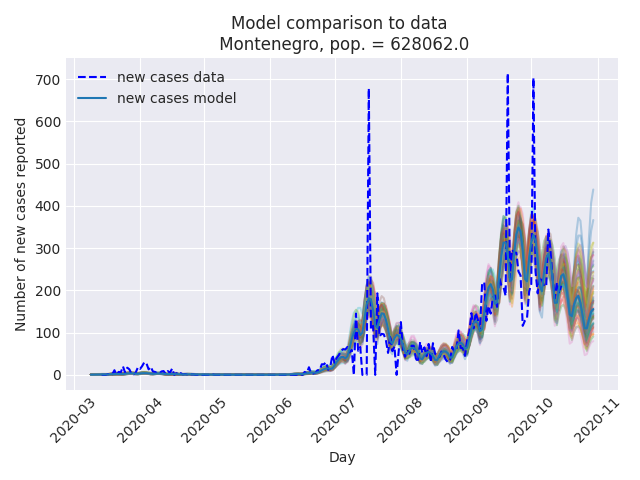 Model comparison to data
Montenegro, pop. = 628062.0
new cases data
new cases model
Number of new cases reported
700
600
500
400
300
200
100
0
2020-03
2020-04
2020-05
2020-06
2020-07
2020-08
2020-09
2020-10
2020-11
Day